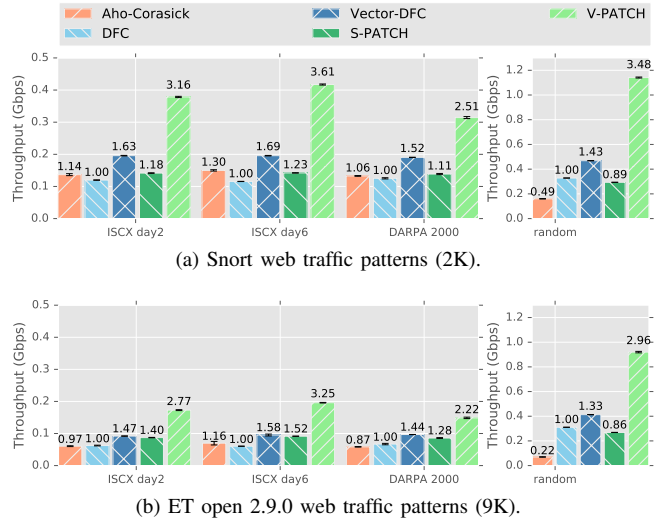 Aho-Corasick Vector-DFC V-PATCH
DFC S-PATCH
Throughput (Gbps)
0.5
0.4
0.3
0.2
0.1
0.0
1.14 1.00 1.63 1.18 3.16
1.30 1.00 1.69 1.23 3.61
1.06 1.00 1.52 1.11 2.51
ISCX day2 ISCX day6 DARPA 2000
Throughput (Gbps)
1.2
1.0
0.8
0.6
0.4
0.2
0.0
0.49 1.00 1.43 0.89 3.48
random
(a) Snort web traffic patterns (2K).
Throughput (Gbps)
0.5
0.4
0.3
0.2
0.1
0.0
0.97 1.00 1.47 1.40 2.77
1.16 1.00 1.58 1.52 3.25
0.87 1.00 1.44 1.28 2.22
ISCX day2 ISCX day6 DARPA 2000
Throughput (Gbps)
1.2
1.0
0.8
0.6
0.4
0.2
0.0
0.22 1.00 1.33 0.86 2.96
random
(b) ET open 2.9.0 web traffic patterns (9K).